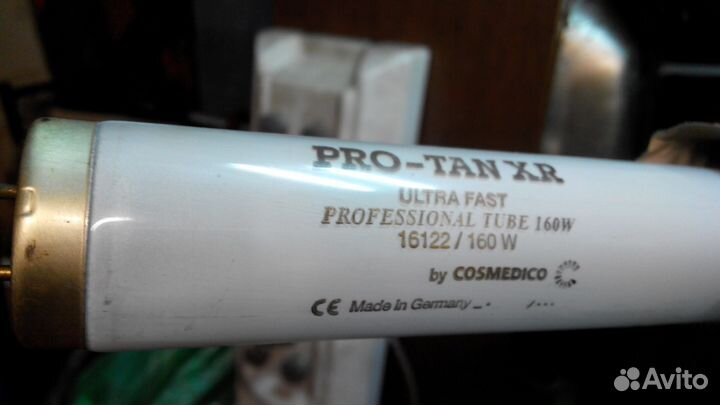 PRO-TAN XR
ULTRA FAST
PROFESSIONAL TUBE 160W
16122 / 160 W
by COSMEDICO
CE Made in Germany
Avito